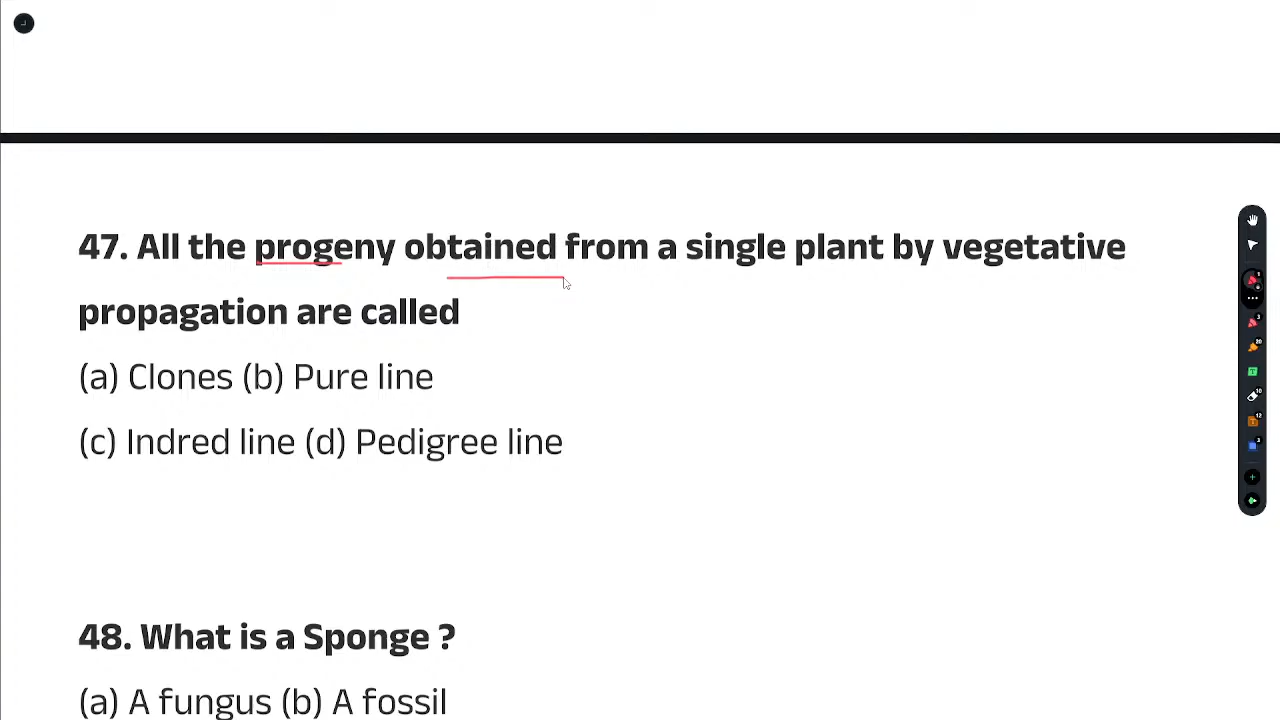 47. All the progeny obtained from a single plant by vegetative
propagation are called
(a) Clones (b) Pure line
(c) Indred line (d) Pedigree line
48. What is a Sponge ?
(a) A fungus (b) A fossil